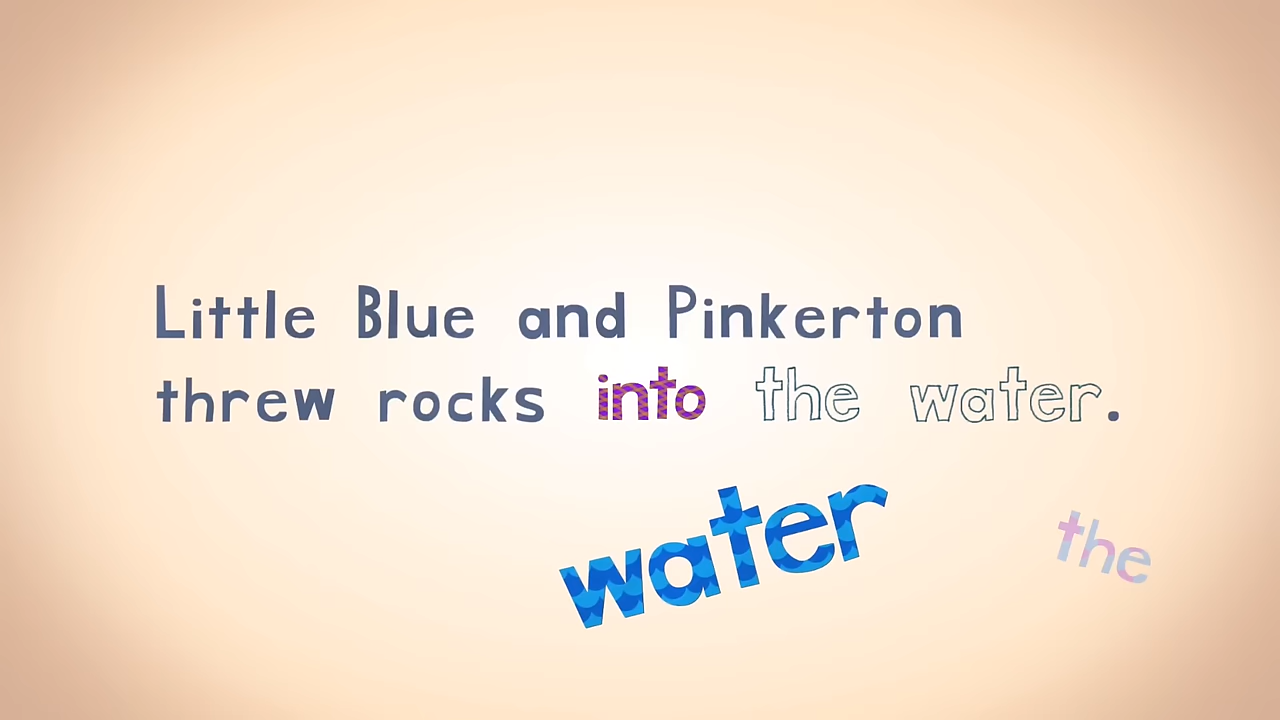 Little Blue and Pinkerton
threw rocks into the water.
water
the